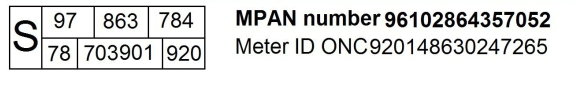 S 97 863 784
78 703901 920
MPAN number 96102864357052
Meter ID ONC920148630247265